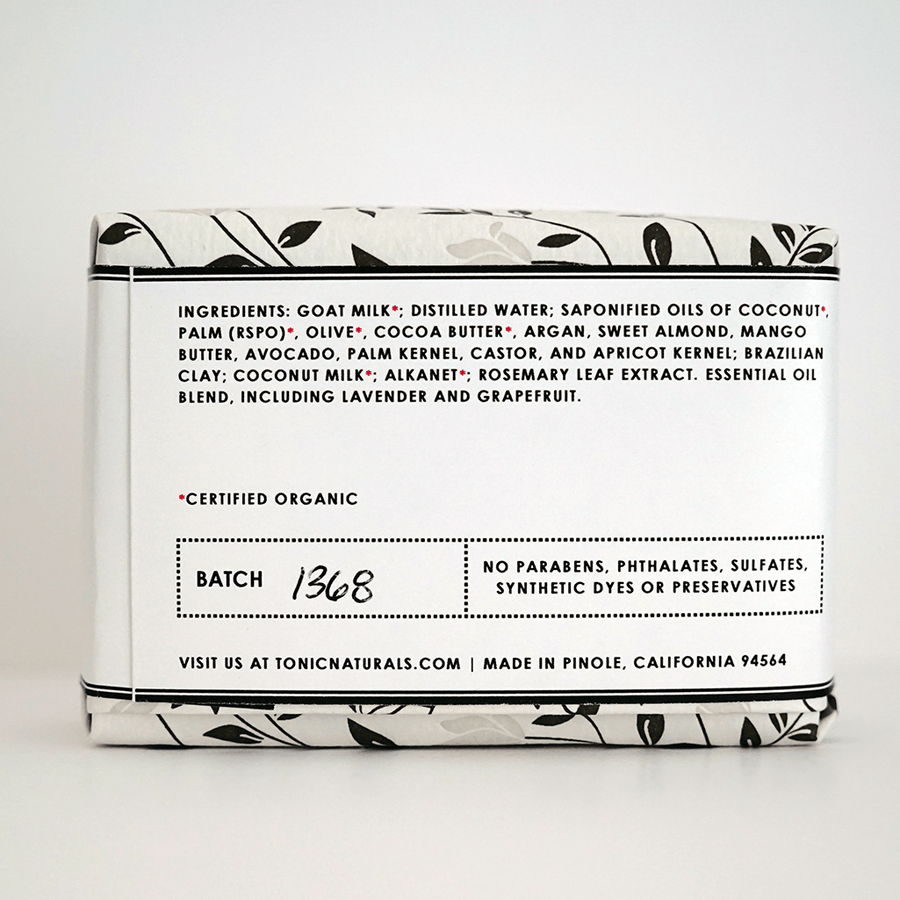 INGREDIENTS: GOAT MILK*; DISTILLED WATER; SAPONIFIED OILS OF COCONUT*,
PALM (RSPO)*, OLIVE*, COCOA BUTTER*, ARGAN, SWEET ALMOND, MANGO
BUTTER, AVOCADO, PALM KERNEL, CASTOR, AND APRICOT KERNEL; BRAZILIAN
CLAY; COCONUT MILK*; ALKANET*; ROSEMARY LEAF EXTRACT. ESSENTIAL OIL
BLEND, INCLUDING LAVENDER AND GRAPEFRUIT.
*CERTIFIED ORGANIC
BATCH 1368
NO PARABENS, PHTHALATES, SULFATES,
SYNTHETIC DYES OR PRESERVATIVES
VISIT US AT TONICNATURALS.COM | MADE IN PINOLE, CALIFORNIA 94564